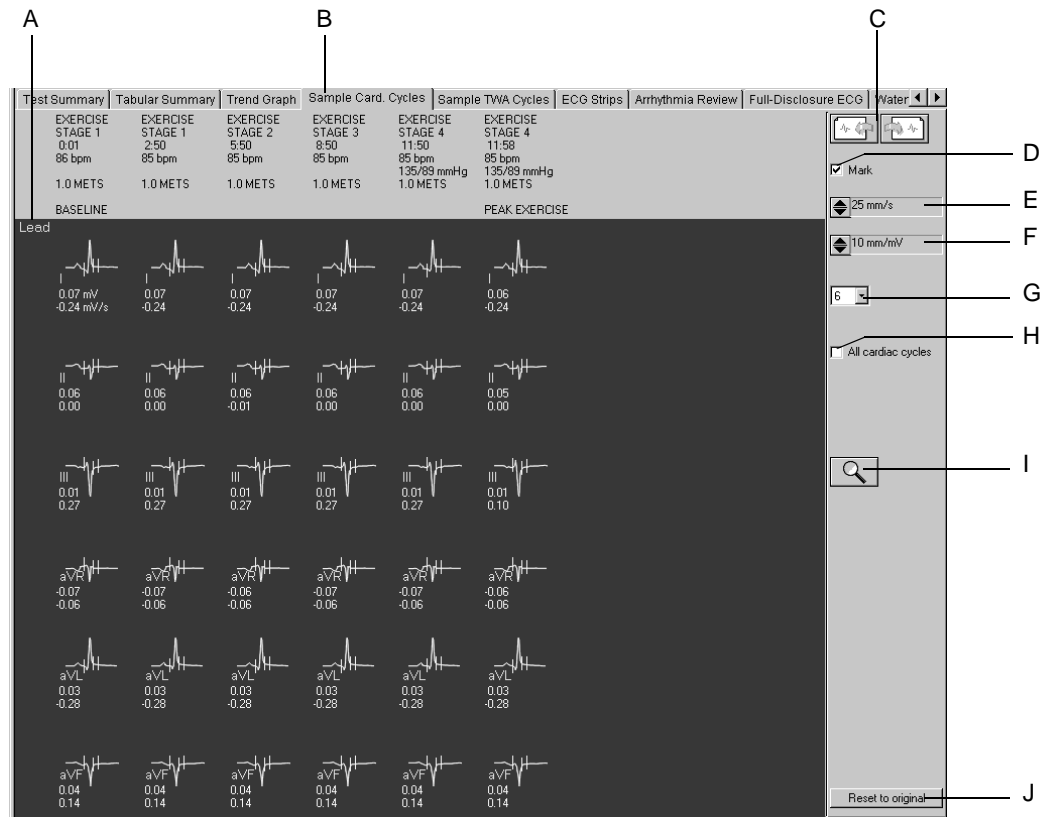 A B C
Test Summary Tabular Summary Trend Graph Sample Card. Cycles Sample TWA Cycles ECG Strips Arrhythmia Review Full-Disclosure ECG Water
EXERCISE EXERCISE EXERCISE EXERCISE EXERCISE EXERCISE
STAGE 1 STAGE 1 STAGE 2 STAGE 3 STAGE 4 STAGE 4
0:01 2:50 5:50 8:50 11:50 11:58
86 bpm 85 bpm 85 bpm 85 bpm 85 bpm 85 bpm
135/89 mmHg 135/89 mmHg
1.0 METS 1.0 METS 1.0 METS 1.0 METS 1.0 METS 1.0 METS
BASELINE PEAK EXERCISE
D
Mark
E
25 mm/s
F
10 mm/mV
G
6
H
All cardiac cycles
I
J
Reset to original
Lead
I I I I I I
0.07 mV 0.07 0.07 0.07 0.07 0.06
-0.24 mV/s -0.24 -0.24 -0.24 -0.24 -0.24
II II II II II II
0.06 0.06 0.06 0.06 0.06 0.05
0.00 0.00 -0.01 0.00 0.00 0.00
III III III III III III
0.01 0.01 0.01 0.01 0.01 0.01
0.27 0.27 0.27 0.27 0.27 0.10
aVR aVR aVR aVR aVR aVR
-0.07 -0.07 -0.06 -0.07 -0.07 -0.06
-0.06 -0.06 -0.06 -0.06 -0.06 -0.06
aVL aVL aVL aVL aVL aVL
0.03 0.03 0.03 0.03 0.03 0.03
-0.28 -0.28 -0.28 -0.28 -0.28 -0.28
aVF aVF aVF aVF aVF aVF
0.04 0.04 0.04 0.04 0.04 0.04
0.14 0.14 0.14 0.14 0.14 0.14